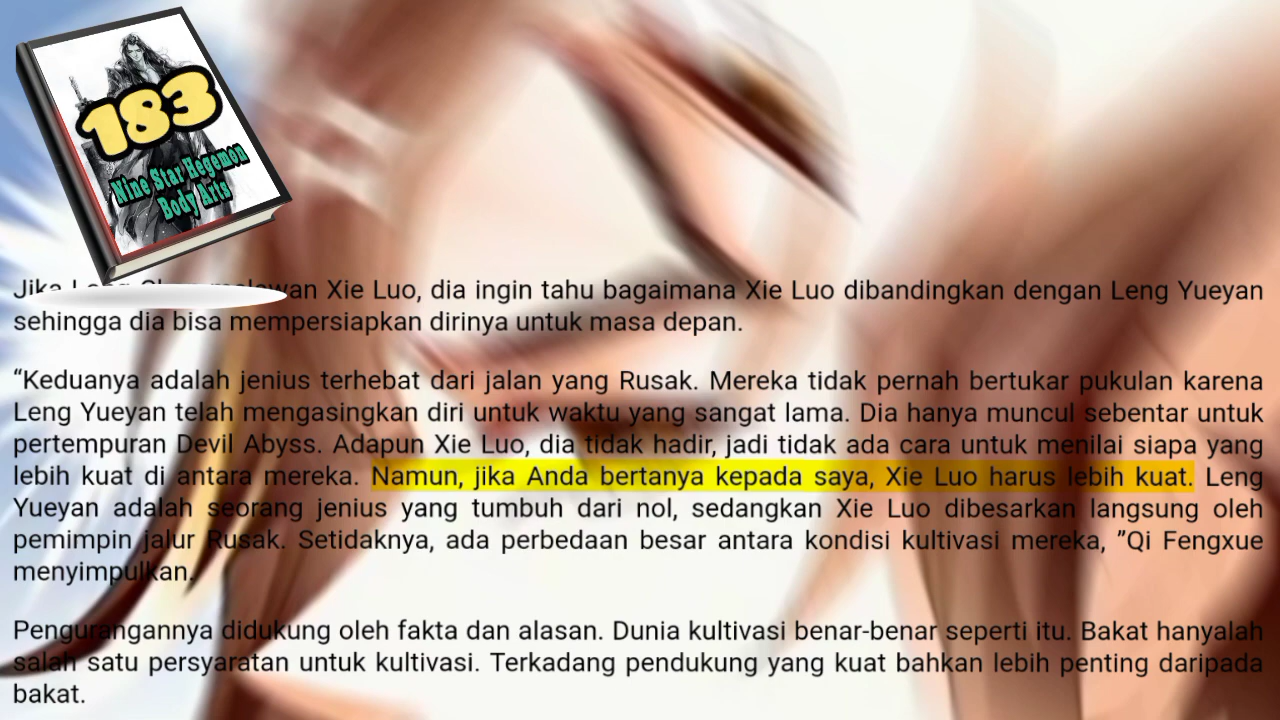 183
Nine Star Hegemon
Body Arts
Jika melawan Xie Luo, dia ingin tahu bagaimana Xie Luo dibandingkan dengan Leng Yueyan
sehingga dia bisa mempersiapkan dirinya untuk masa depan.
“Keduanya adalah jenius terhebat dari jalan yang Rusak. Mereka tidak pernah bertukar pukulan karena
Leng Yueyan telah mengasingkan diri untuk waktu yang sangat lama. Dia hanya muncul sebentar untuk
pertempuran Devil Abyss. Adapun Xie Luo, dia tidak hadir, jadi tidak ada cara untuk menilai siapa yang
lebih kuat di antara mereka. Namun, jika Anda bertanya kepada saya, Xie Luo harus lebih kuat. Leng
Yueyan adalah seorang jenius yang tumbuh dari nol, sedangkan Xie Luo dibesarkan langsung oleh
pemimpin jalur Rusak. Setidaknya, ada perbedaan besar antara kondisi kultivasi mereka, ”Qi Fengxue
menyimpulkan.
Pengurangannya didukung oleh fakta dan alasan. Dunia kultivasi benar-benar seperti itu. Bakat hanyalah
salah satu persyaratan untuk kultivasi. Terkadang pendukung yang kuat bahkan lebih penting daripada
bakat.